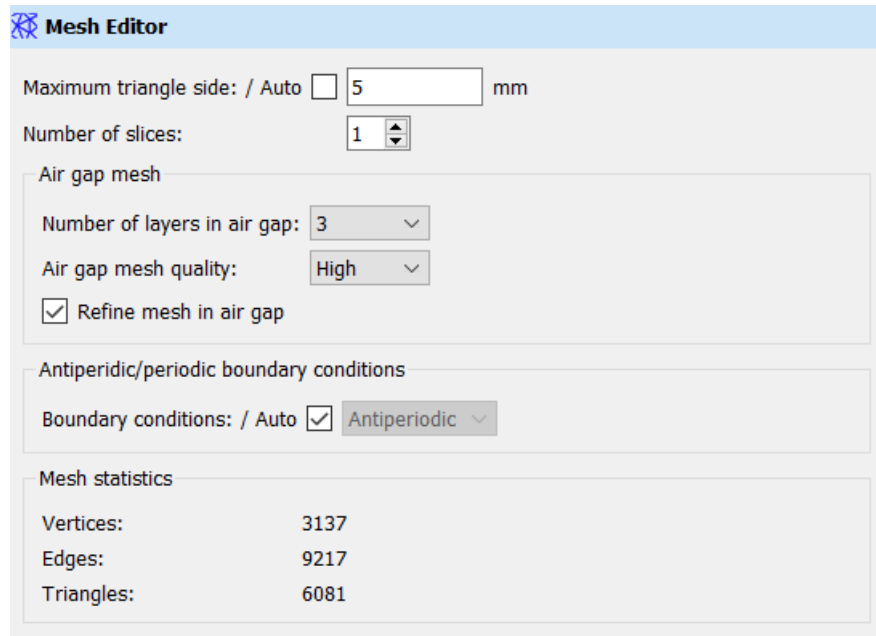 Mesh Editor
Maximum triangle side: / Auto 5 mm
Number of slices: 1
Air gap mesh
Number of layers in air gap: 3
Air gap mesh quality: High
Refine mesh in air gap
Antiperidic/periodic boundary conditions
Boundary conditions: / Auto Antiperiodic
Mesh statistics
Vertices: 3137
Edges: 9217
Triangles: 6081